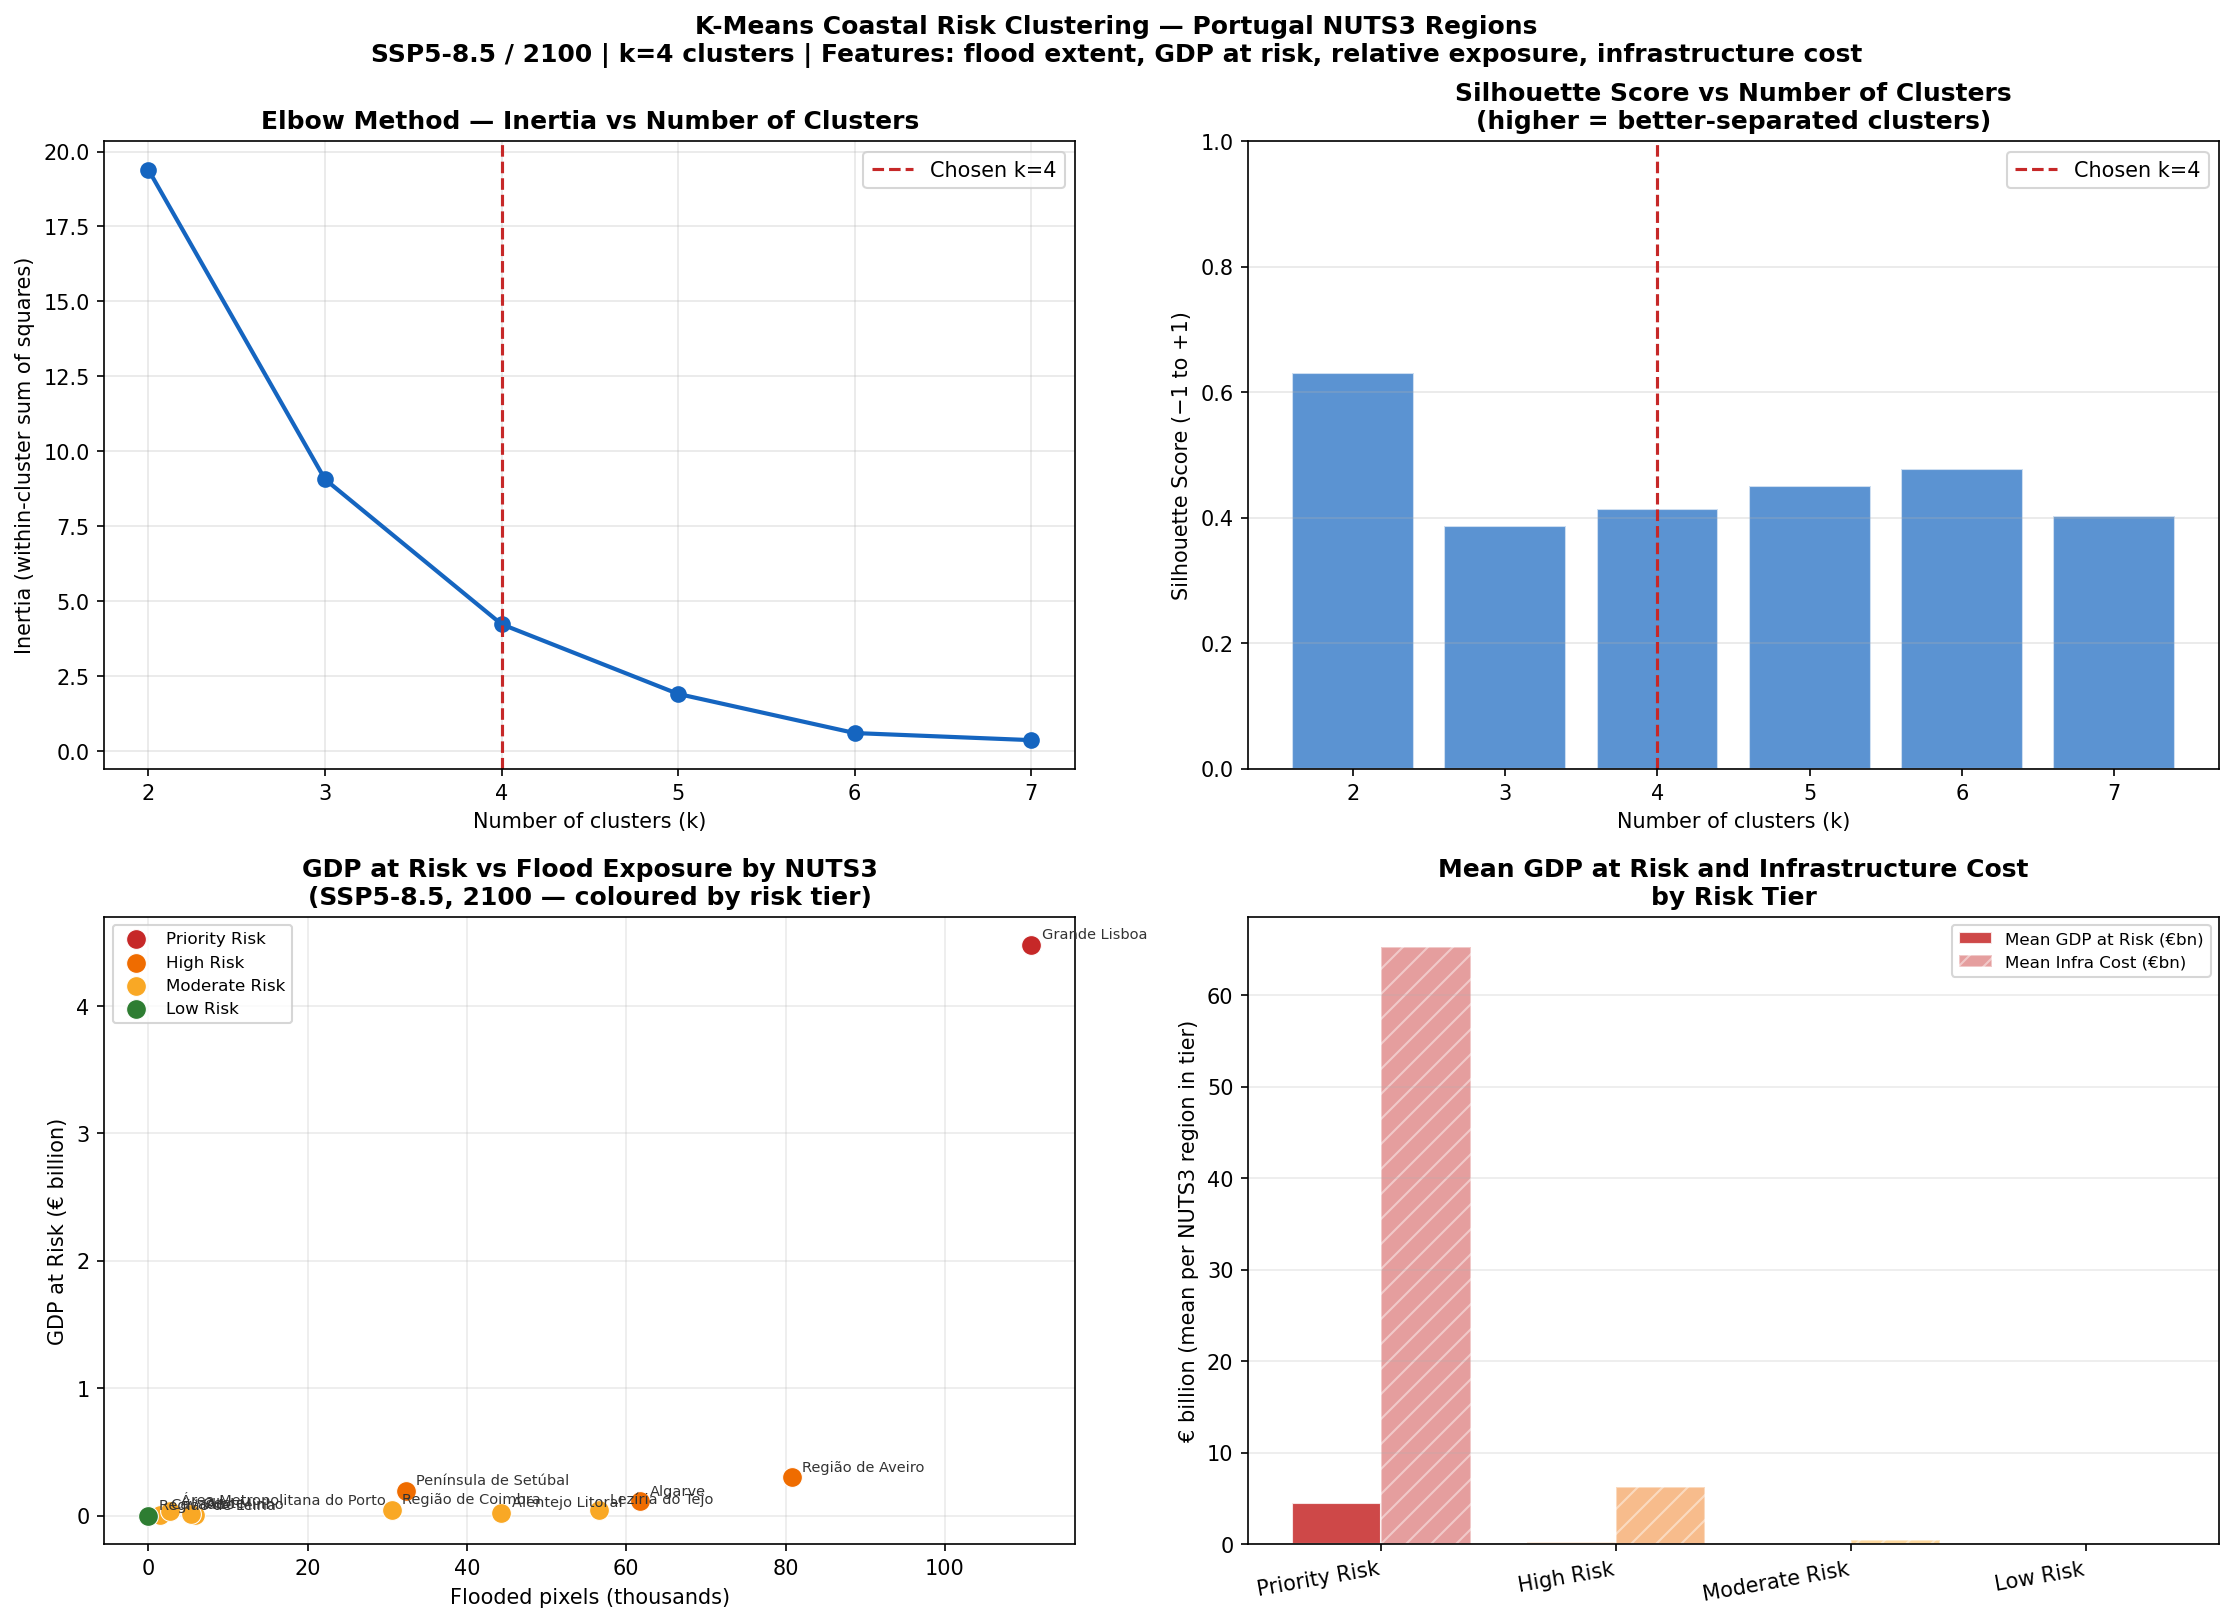 K-Means Coastal Risk Clustering — Portugal NUTS3 Regions
SSP5-8.5 / 2100 | k=4 clusters | Features: flood extent, GDP at risk, relative exposure, infrastructure cost
Elbow Method — Inertia vs Number of Clusters
Inertia (within-cluster sum of squares)
20.0
17.5
15.0
12.5
10.0
7.5
5.0
2.5
0.0
Chosen k=4
2 3 4 5 6 7
Number of clusters (k)
Silhouette Score vs Number of Clusters
(higher = better-separated clusters)
Silhouette Score (−1 to +1)
1.0
0.8
0.6
0.4
0.2
0.0
Chosen k=4
2 3 4 5 6 7
Number of clusters (k)
GDP at Risk vs Flood Exposure by NUTS3
(SSP5-8.5, 2100 — coloured by risk tier)
GDP at Risk (€ billion)
4
3
2
1
0
Priority Risk
High Risk
Moderate Risk
Low Risk
Grande Lisboa
Região de Aveiro
Península de Setúbal
Algarve
Região de Coimbra
Alentejo Litoral
Lezíria do Tejo
Área Metropolitana do Porto
Região de Leiria
0 20 40 60 80 100
Flooded pixels (thousands)
Mean GDP at Risk and Infrastructure Cost
by Risk Tier
€ billion (mean per NUTS3 region in tier)
60
50
40
30
20
10
0
Mean GDP at Risk (€bn)
Mean Infra Cost (€bn)
Priority Risk
High Risk
Moderate Risk
Low Risk